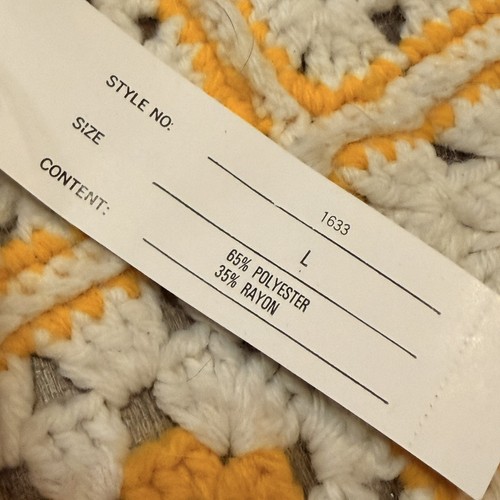 STYLE NO: 1633
SIZE L
CONTENT: 65% POLYESTER
35% RAYON